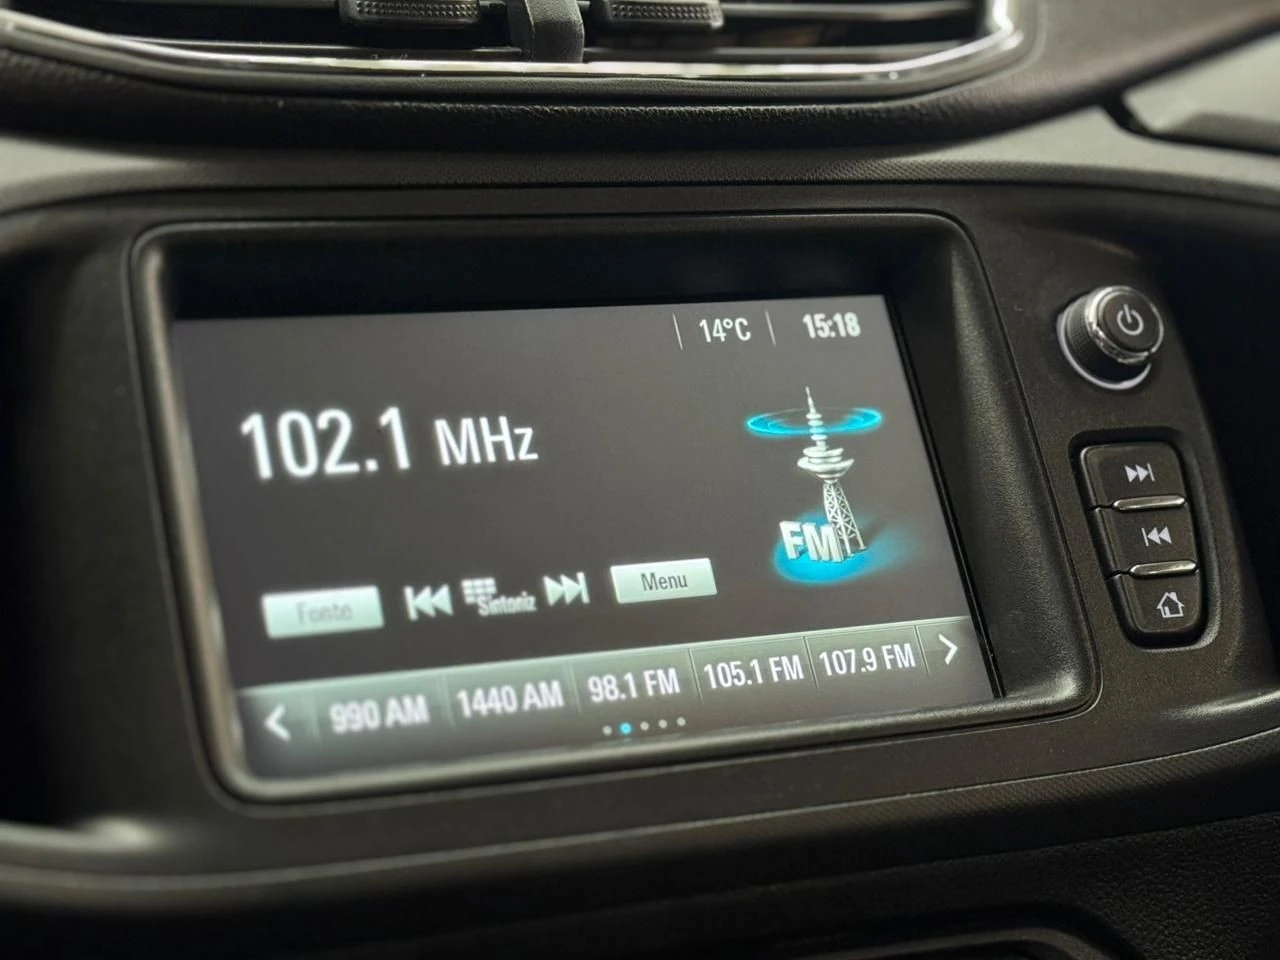 14°C 15:18
102.1 MHz
FM
Fonte Sintoniz Menu
990 AM 1440 AM 98.1 FM 105.1 FM 107.9 FM